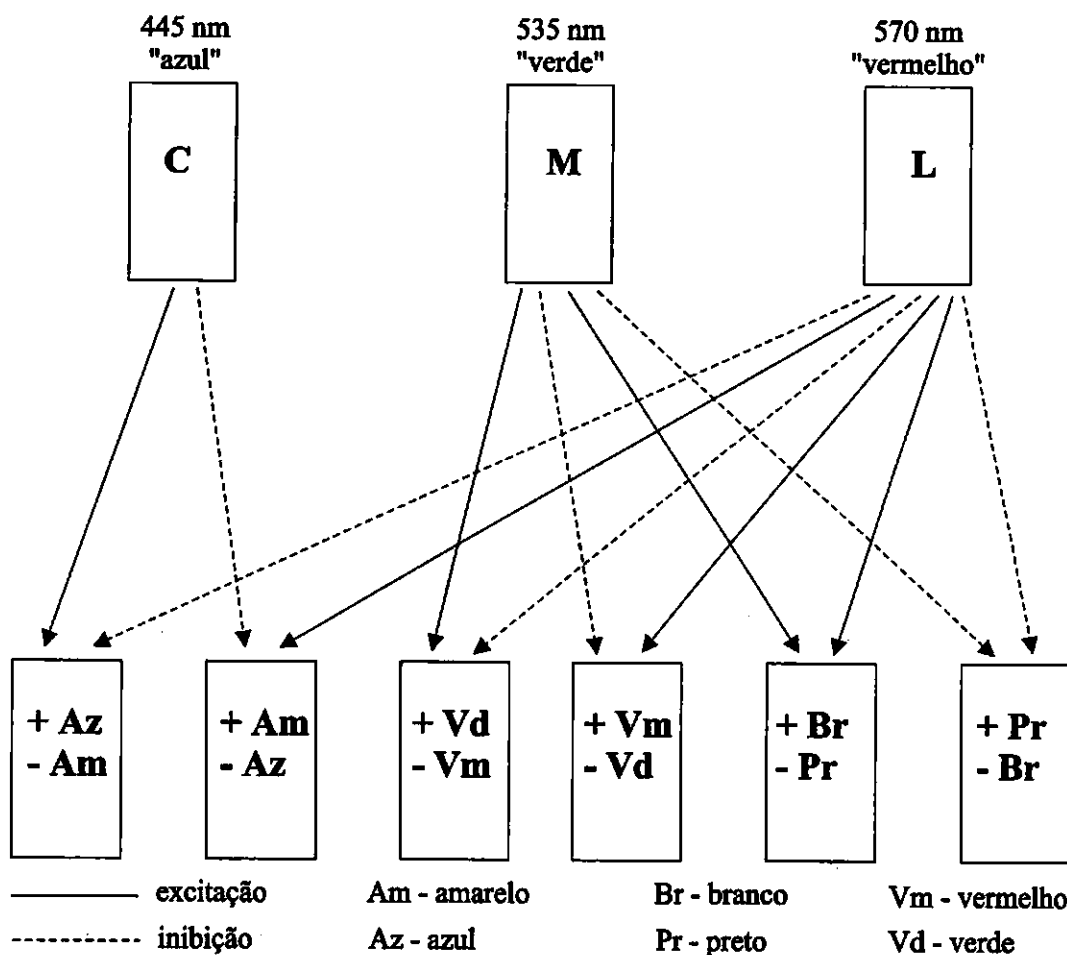 445 nm
"azul"
535 nm
"verde"
570 nm
"vermelho"
C
M
L
+ Az
- Am
+ Am
- Az
+ Vd
- Vm
+ Vm
- Vd
+ Br
- Pr
+ Pr
- Br
excitação
Am - amarelo
Br - branco
Vm - vermelho
inibição
Az - azul
Pr - preto
Vd - verde